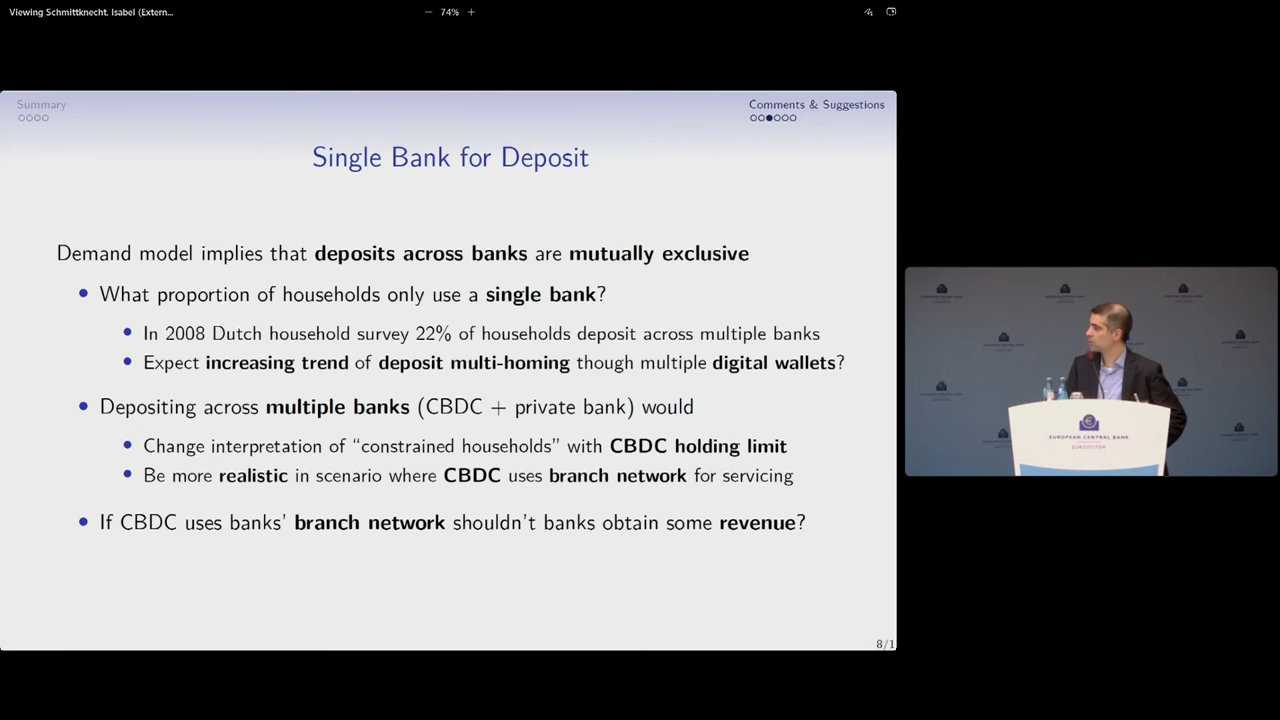 Viewing Schmittknecht. Isabel (Extern...
− 74% +
Summary
Comments & Suggestions
Single Bank for Deposit
Demand model implies that deposits across banks are mutually exclusive
What proportion of households only use a single bank?
In 2008 Dutch household survey 22% of households deposit across multiple banks
Expect increasing trend of deposit multi-homing though multiple digital wallets?
Depositing across multiple banks (CBDC + private bank) would
Change interpretation of “contrained households” with CBDC holding limit
Be more realistic in scenario where CBDC uses branch network for servicing
If CBDC uses banks’ branch network shouldn’t banks obtain some revenue?
8/1
EUROPEAN CENTRAL BANK
EUROSYSTEM